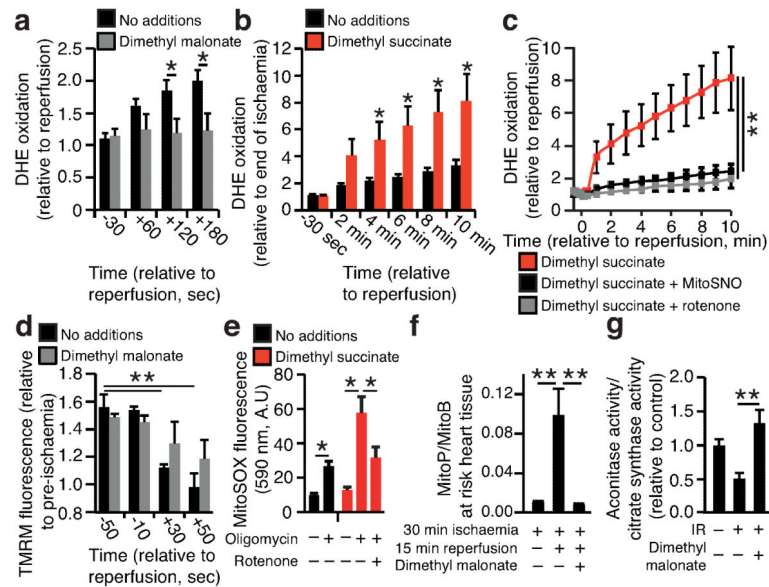 a
No additions
Dimethyl malonate
DHE oxidation
(relative to reperfusion)
2.5
2.0
1.5
1.0
0.5
0
*
*
-30
+60
+120
+180
Time (relative to
reperfusion, sec)
b
No additions
Dimethyl succinate
DHE oxidation
(relative to end of ischaemia)
12
10
8
6
4
2
0
*
*
*
*
-30 sec
2 min
4 min
6 min
8 min
10 min
Time (relative
to reperfusion)
c
DHE oxidation
(relative to reperfusion)
10
8
6
4
2
0
**
0
2
4
6
8
10
Time (relative to reperfusion, min)
Dimethyl succinate
Dimethyl succinate + MitoSNO
Dimethyl succinate + rotenone
d
No additions
Dimethyl malonate
TMRM fluorescence (relative
to pre-ischaemia)
1.8
1.6
1.4
1.2
1.0
0.8
**
-50
-10
+30
+50
Time (relative to
reperfusion, sec)
e
No additions
Dimethyl succinate
MitoSOX fluorescence
(590 nm, A.U)
80
60
40
20
0
*
*
*
Oligomycin
− + − + +
Rotenone
− − − − +
f
MitoP/MitoB
at risk heart tissue
0.12
0.08
0.04
0.00
**
**
30 min ischaemia + + +
15 min reperfusion − + +
Dimethyl malonate − − +
g
Aconitase activity/
citrate synthase activity
(relative to control)
2.0
1.5
1.0
0.5
0.0
**
IR − + +
Dimethyl
malonate − − +